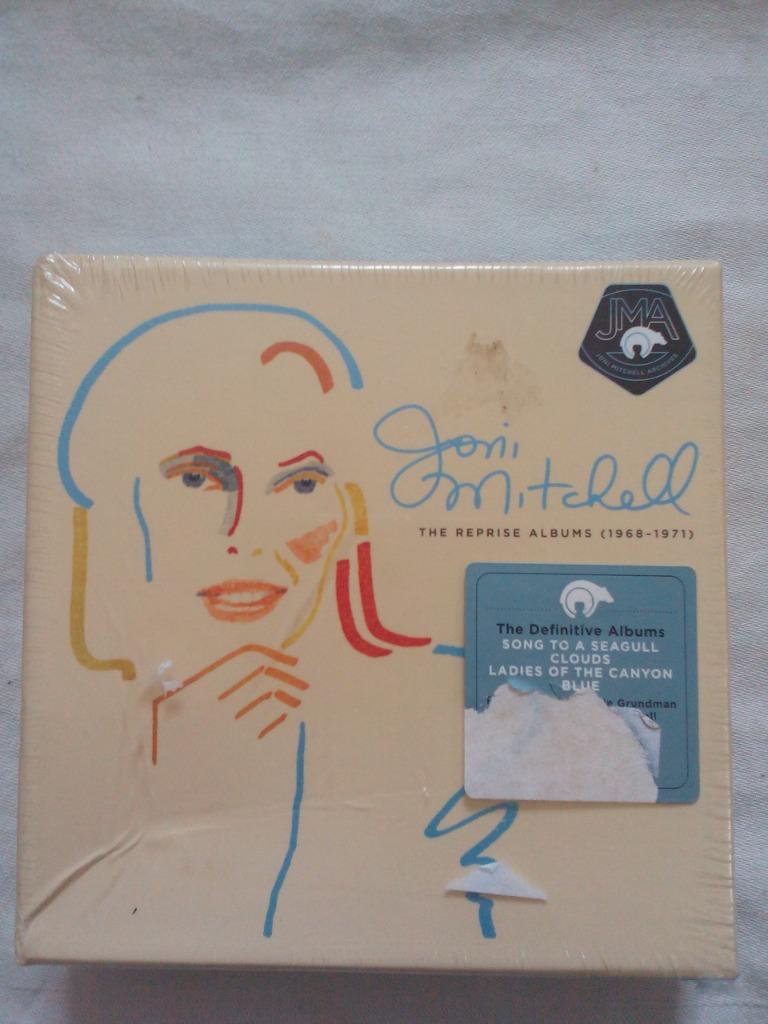 JMA
JONI MITCHELL ARCHIVES
Joni
Mitchell
THE REPRISE ALBUMS (1968-1971)
The Definitive Albums
SONG TO A SEAGULL
CLOUDS
LADIES OF THE CANYON
BLUE
Grundman